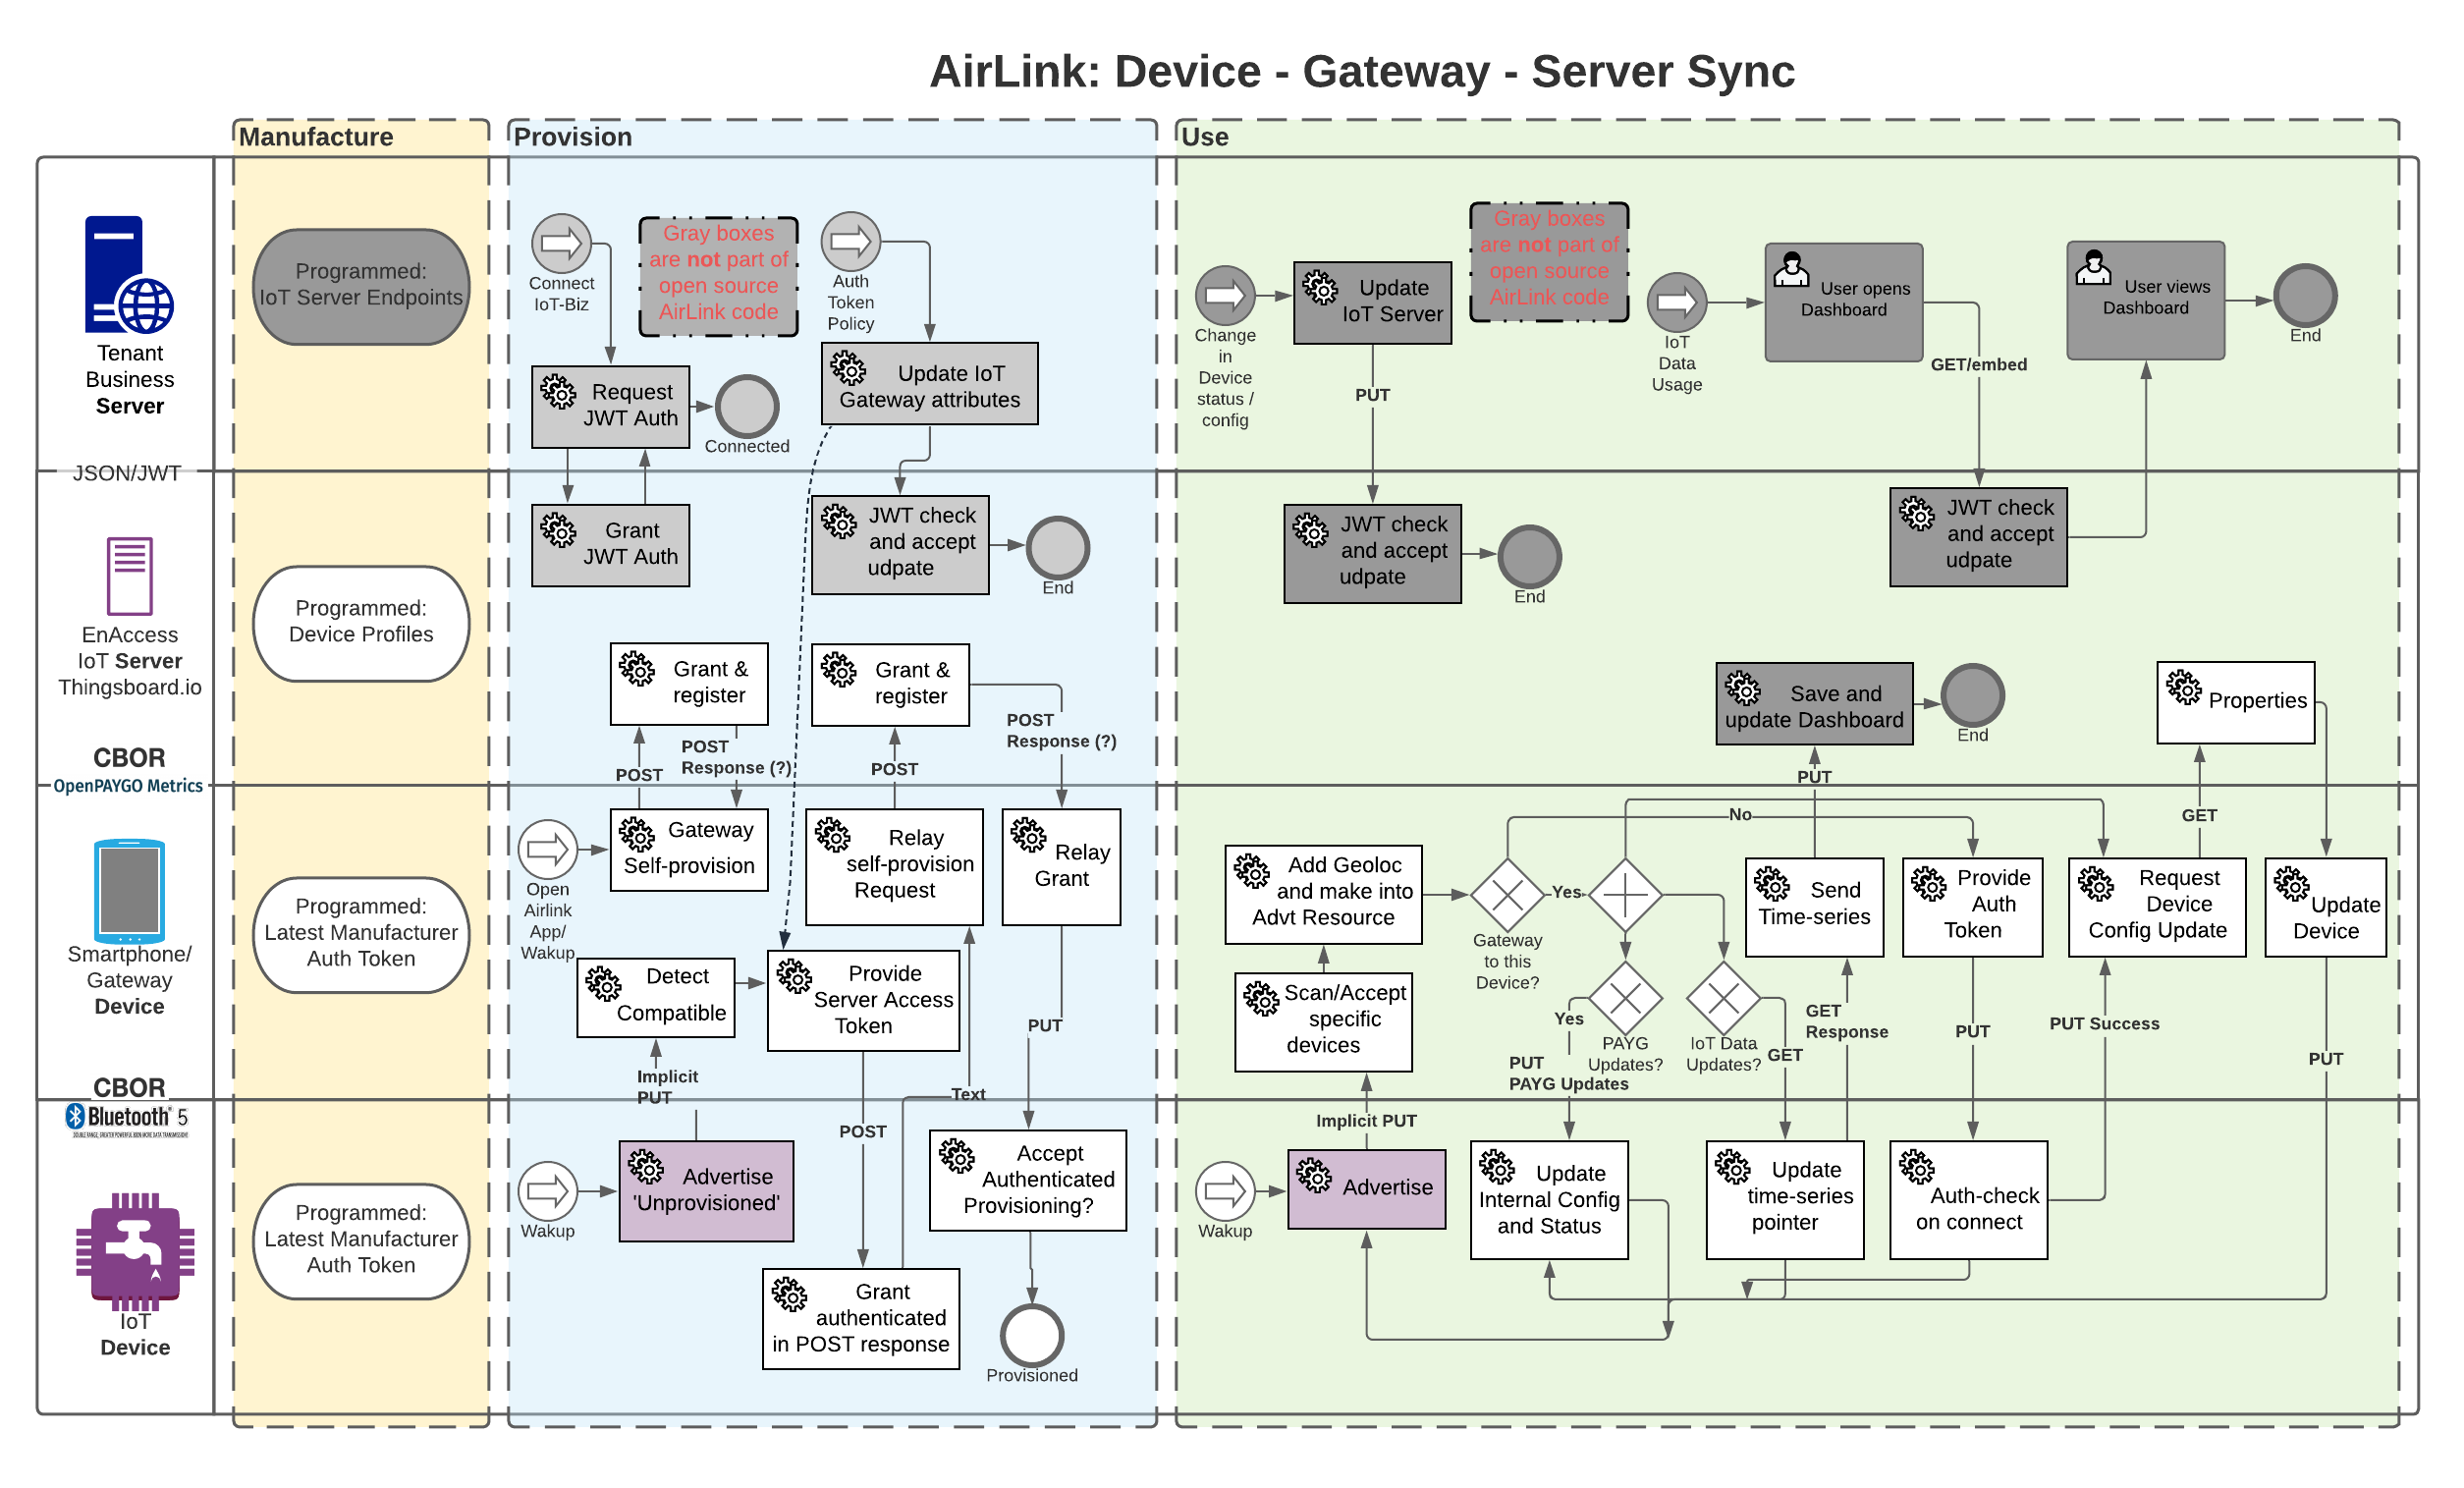 AirLink: Device - Gateway - Server Sync
Manufacture
Provision
Use
Tenant
Business
Server
JSON/JWT
EnAccess
IoT Server
Thingsboard.io
CBOR
OpenPAYGO Metrics
Smartphone/
Gateway
Device
CBOR
Bluetooth® 5
IoT
Device
Programmed:
IoT Server Endpoints
Programmed:
Device Profiles
Programmed:
Latest Manufacturer
Auth Token
Programmed:
Latest Manufacturer
Auth Token
Connect
IoT-Biz
Gray boxes
are not part of
open source
AirLink code
Auth
Token
Policy
Request
JWT Auth
Connected
Update IoT
Gateway attributes
Grant
JWT Auth
JWT check
and accept
udpate
End
Grant &
register
Grant &
register
POST
POST
Response (?)
POST
POST
Response (?)
Open
Airlink
App/
Wakup
Gateway
Self-provision
Relay
self-provision
Request
Relay
Grant
Detect
Compatible
Provide
Server Access
Token
Implicit
PUT
PUT
Text
POST
Wakup
Advertise
'Unprovisioned'
Accept
Authenticated
Provisioning?
Grant
authenticated
in POST response
Provisioned
Change
in
Device
status /
config
Update
IoT Server
Gray boxes
are not part of
open source
AirLink code
IoT
Data
Usage
User opens
Dashboard
User views
Dashboard
End
PUT
GET/embed
JWT check
and accept
udpate
End
JWT check
and accept
udpate
Save and
update Dashboard
End
Properties
PUT
GET
No
Add Geoloc
and make into
Advt Resource
Gateway
to this
Device?
Yes
Send
Time-series
Provide
Auth
Token
Request
Device
Config Update
Update
Device
Scan/Accept
specific
devices
Yes
PAYG
Updates?
IoT Data
Updates?
PUT
PAYG Updates
GET
GET
Response
PUT
PUT Success
PUT
Implicit PUT
Wakup
Advertise
Update
Internal Config
and Status
Update
time-series
pointer
Auth-check
on connect